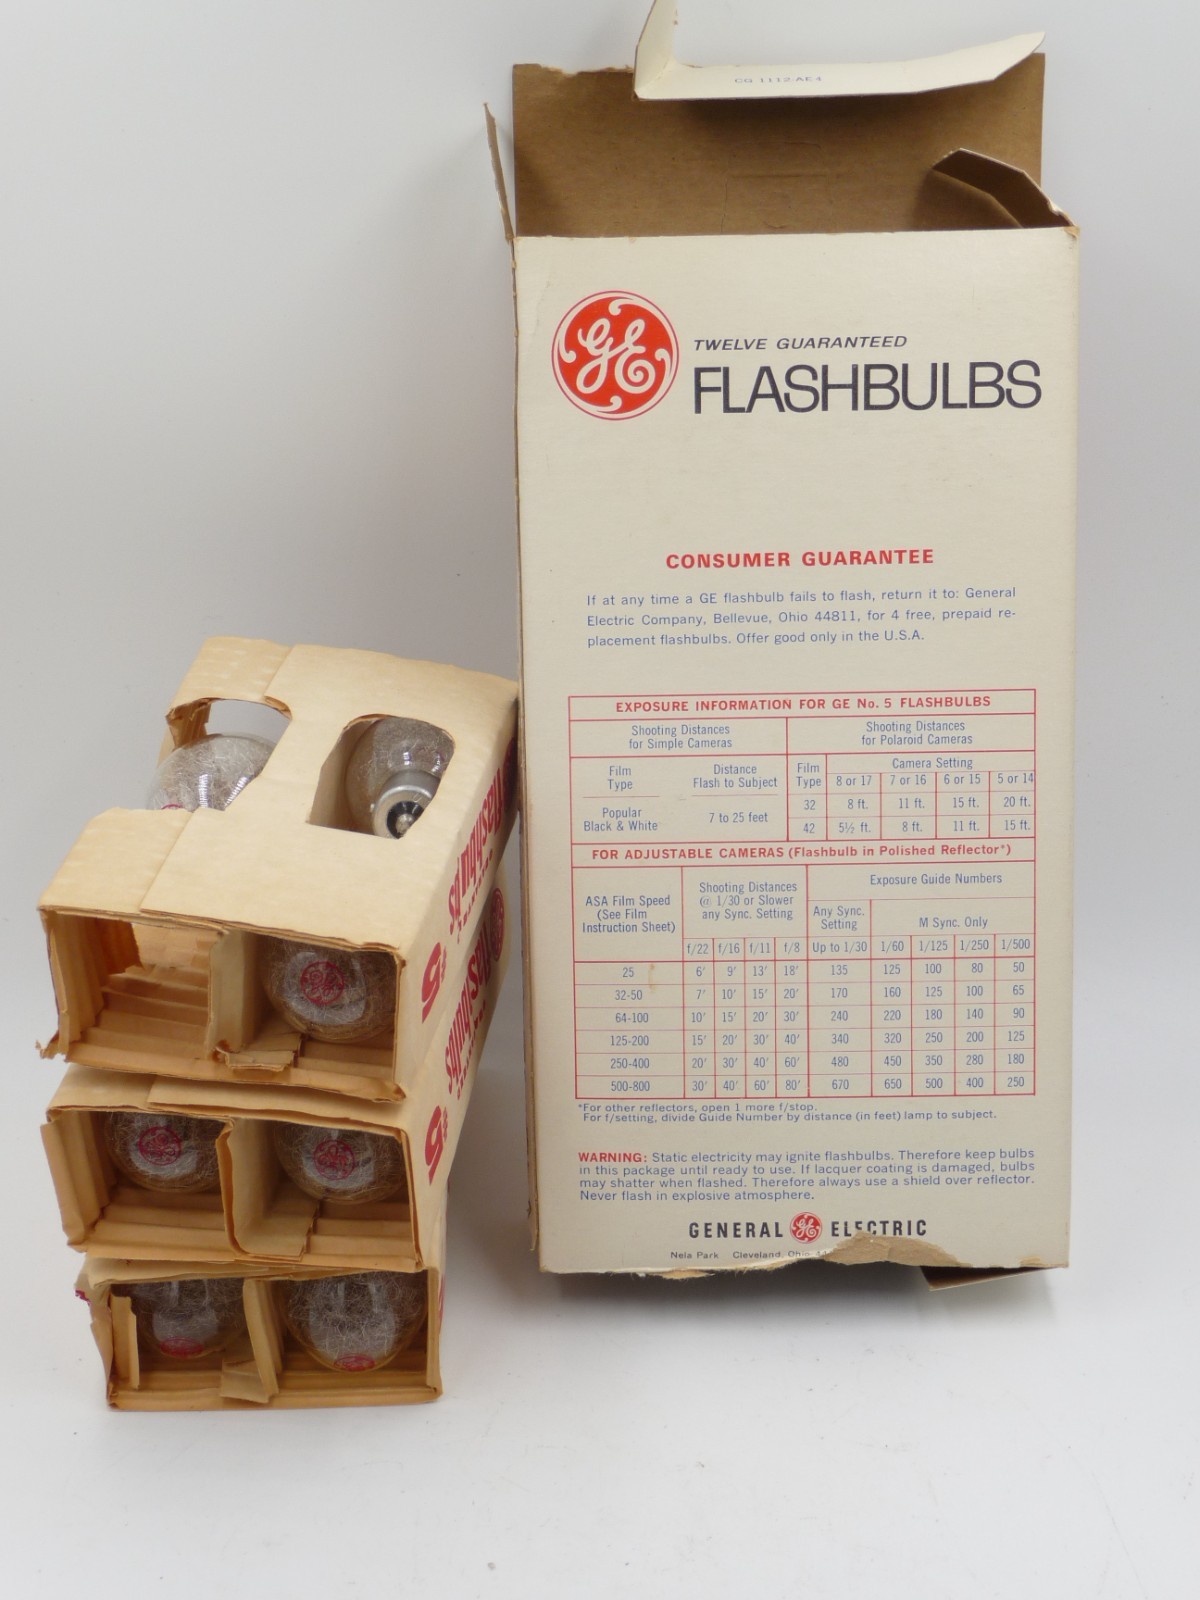 CG 1112-AE4
GE
TWELVE GUARANTEED
FLASHBULBS
CONSUMER GUARANTEE
If at any time a GE flashbulb fails to flash, return it to: General
Electric Company, Bellevue, Ohio 44811, for 4 free, prepaid re-
placement flashbulbs. Offer good only in the U.S.A.
EXPOSURE INFORMATION FOR GE No. 5 FLASHBULBS
Shooting Distances
for Simple Cameras
Shooting Distances
for Polaroid Cameras
Film
Type
Distance
Flash to Subject
Film
Type
Camera Setting
8 or 17 7 or 16 6 or 15 5 or 14
Popular
Black & White
7 to 25 feet
32 8 ft. 11 ft. 15 ft. 20 ft.
42 5½ ft. 8 ft. 11 ft. 15 ft.
FOR ADJUSTABLE CAMERAS (Flashbulb in Polished Reflector*)
ASA Film Speed
(See Film
Instruction Sheet)
Shooting Distances
@ 1/30 or Slower
any Sync. Setting
Exposure Guide Numbers
Any Sync.
Setting
M Sync. Only
f/22 f/16 f/11 f/8 Up to 1/30 1/60 1/125 1/250 1/500
25 6′ 9′ 13′ 18′ 135 125 100 80 50
32-50 7′ 10′ 15′ 20′ 170 160 125 100 65
64-100 10′ 15′ 20′ 30′ 240 220 180 140 90
125-200 15′ 20′ 30′ 40′ 340 320 250 200 125
250-400 20′ 30′ 40′ 60′ 480 450 350 280 180
500-800 30′ 40′ 60′ 80′ 670 650 500 400 250
*For other reflectors, open 1 more f/stop.
For f/setting, divide Guide Number by distance (in feet) lamp to subject.
WARNING: Static electricity may ignite flashbulbs. Therefore keep bulbs
in this package until ready to use. If lacquer coating is damaged, bulbs
may shatter when flashed. Therefore always use a shield over reflector.
Never flash in explosive atmosphere.
GENERAL GE ELECTRIC
Nela Park Cleveland, Ohio 44
flashbulbs
5
flashbulbs
5
GE
GE
GE